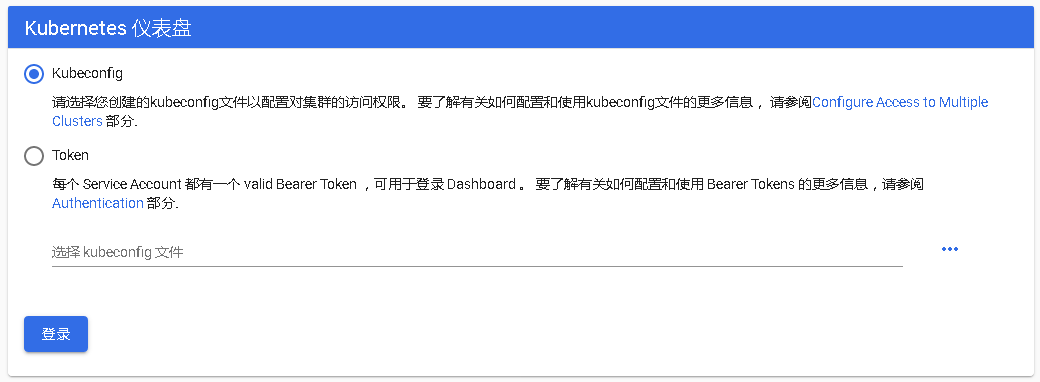 Kubernetes 仪表盘
Kubeconfig
请选择您创建的kubeconfig文件以配置对集群的访问权限。 要了解有关如何配置和使用kubeconfig文件的更多信息， 请参阅Configure Access to Multiple
Clusters 部分.
Token
每个 Service Account 都有一个 valid Bearer Token ，可用于登录 Dashboard 。 要了解有关如何配置和使用 Bearer Tokens 的更多信息，请参阅
Authentication 部分.
选择 kubeconfig 文件
登录